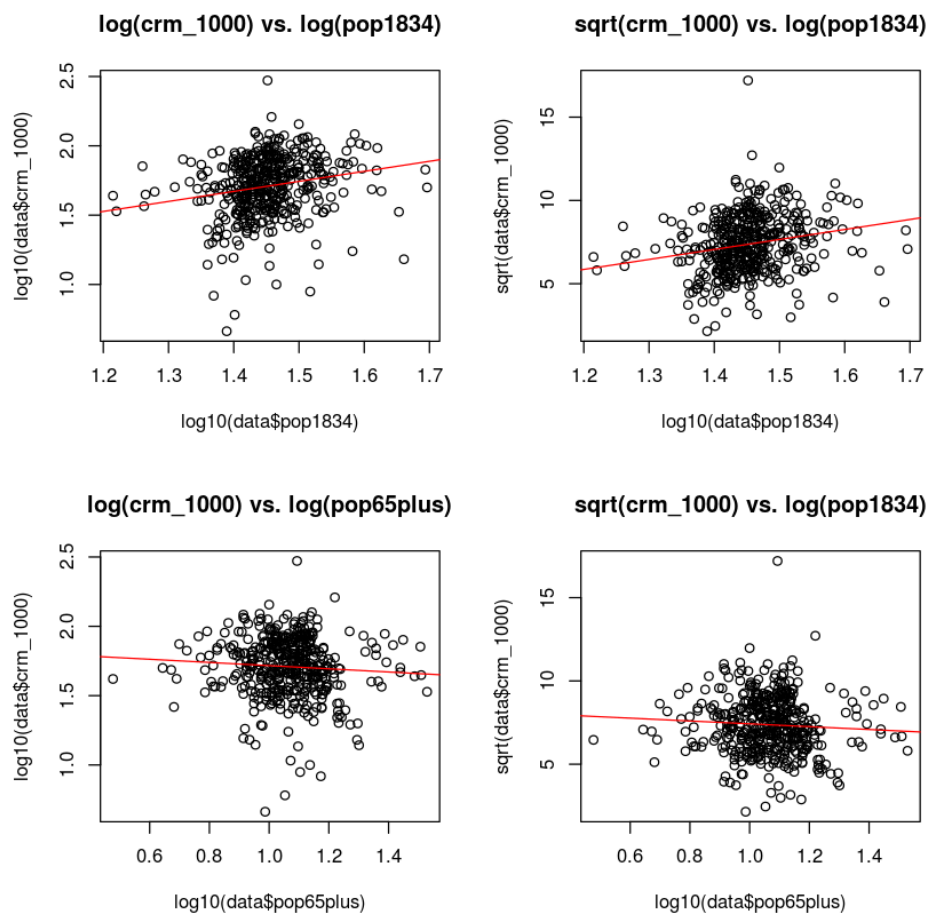 log(crm_1000) vs. log(pop1834)
log10(data$crm_1000)
2.5
2.0
1.5
1.0
1.2 1.3 1.4 1.5 1.6 1.7
log10(data$pop1834)
sqrt(crm_1000) vs. log(pop1834)
sqrt(data$crm_1000)
15
10
5
1.2 1.3 1.4 1.5 1.6 1.7
log10(data$pop1834)
log(crm_1000) vs. log(pop65plus)
log10(data$crm_1000)
2.5
2.0
1.5
1.0
0.6 0.8 1.0 1.2 1.4
log10(data$pop65plus)
sqrt(crm_1000) vs. log(pop1834)
sqrt(data$crm_1000)
15
10
5
0.6 0.8 1.0 1.2 1.4
log10(data$pop65plus)